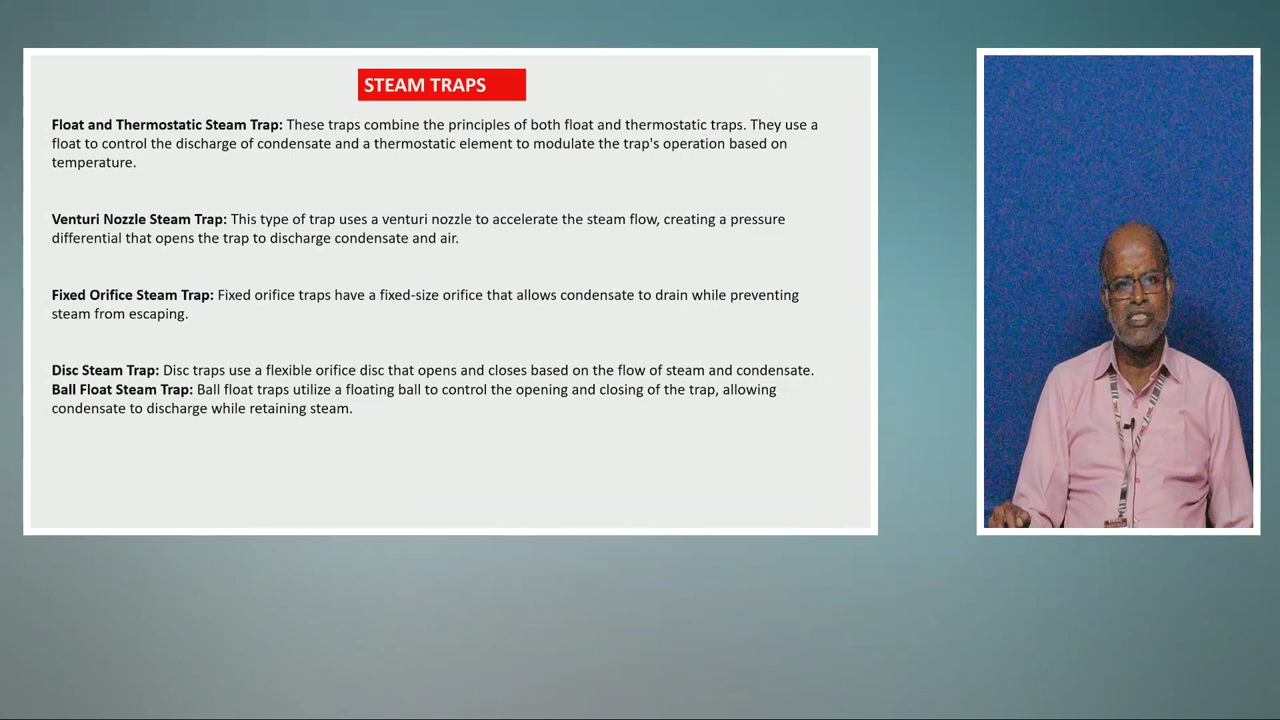 STEAM TRAPS
Float and Thermostatic Steam Trap: These traps combine the principles of both float and thermostatic traps. They use a
float to control the discharge of condensate and a thermostatic element to modulate the trap's operation based on
temperature.
Venturi Nozzle Steam Trap: This type of trap uses a venturi nozzle to accelerate the steam flow, creating a pressure
differential that opens the trap to discharge condensate and air.
Fixed Orifice Steam Trap: Fixed orifice traps have a fixed-size orifice that allows condensate to drain while preventing
steam from escaping.
Disc Steam Trap: Disc traps use a flexible orifice disc that opens and closes based on the flow of steam and condensate.
Ball Float Steam Trap: Ball float traps utilize a floating ball to control the opening and closing of the trap, allowing
condensate to discharge while retaining steam.